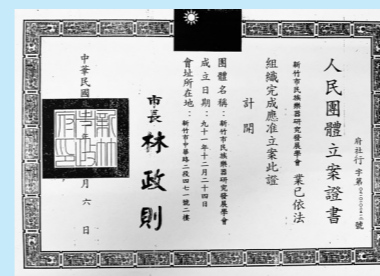 人民團體立案證書
府社行字第 號
新竹市民族樂器研究發展學會 業已依法
組織完成應准立案此證
計開
團體名稱：新竹市民族樂器研究發展學會
成立日期：九十一年十二月二十四日
會址所在地：新竹市中華路二段四七一號二樓
市長 林政則
中華民國 年 月 六 日